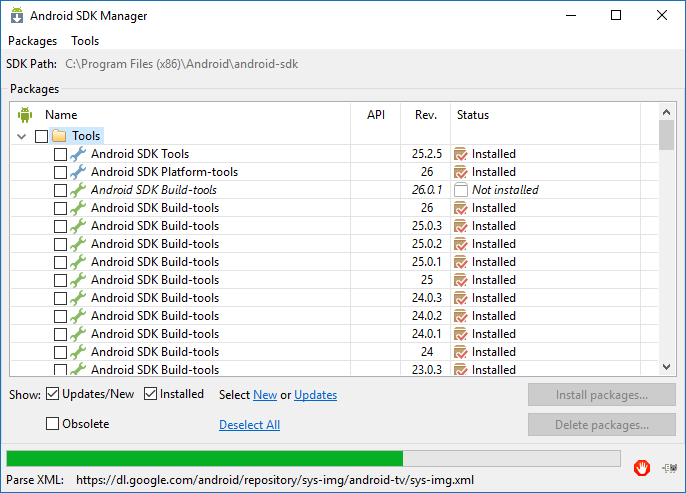 Android SDK Manager
Packages Tools
SDK Path: C:\Program Files (x86)\Android\android-sdk
Packages
Name API Rev. Status
Tools
Android SDK Tools 25.2.5 Installed
Android SDK Platform-tools 26 Installed
Android SDK Build-tools 26.0.1 Not installed
Android SDK Build-tools 26 Installed
Android SDK Build-tools 25.0.3 Installed
Android SDK Build-tools 25.0.2 Installed
Android SDK Build-tools 25.0.1 Installed
Android SDK Build-tools 25 Installed
Android SDK Build-tools 24.0.3 Installed
Android SDK Build-tools 24.0.2 Installed
Android SDK Build-tools 24.0.1 Installed
Android SDK Build-tools 24 Installed
Android SDK Build-tools 23.0.3 Installed
Show: Updates/New Installed Select New or Updates Install packages...
Obsolete Deselect All Delete packages...
Parse XML: https://dl.google.com/android/repository/sys-img/android-tv/sys-img.xml